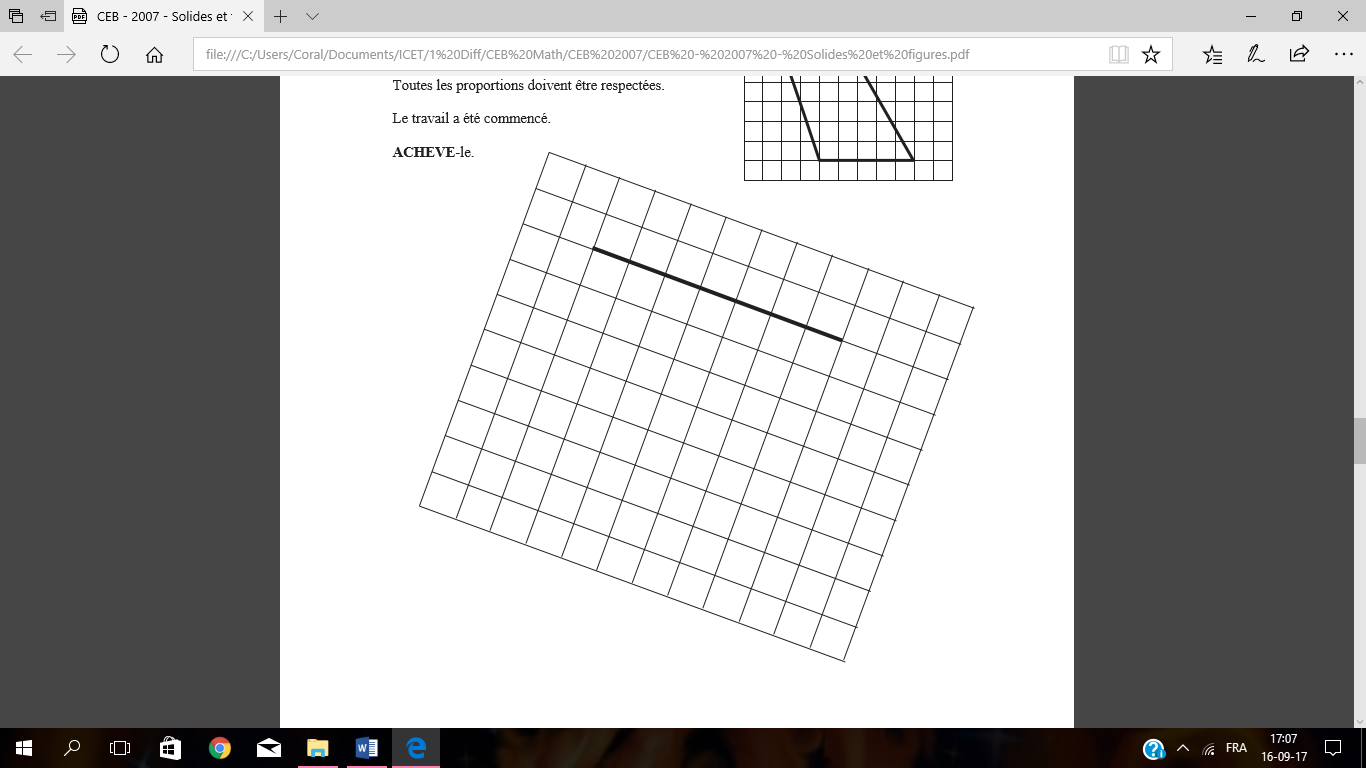 CEB - 2007 - Solides et
file:///C:/Users/Coral/Documents/ICET/1%20Diff/CEB%20Math/CEB%202007/CEB%20-%202007%20-%20Solides%20et%20figures.pdf
Toutes les proportions doivent être respectées.
Le travail a été commencé.
ACHEVE-le.
FRA
17:07
16-09-17